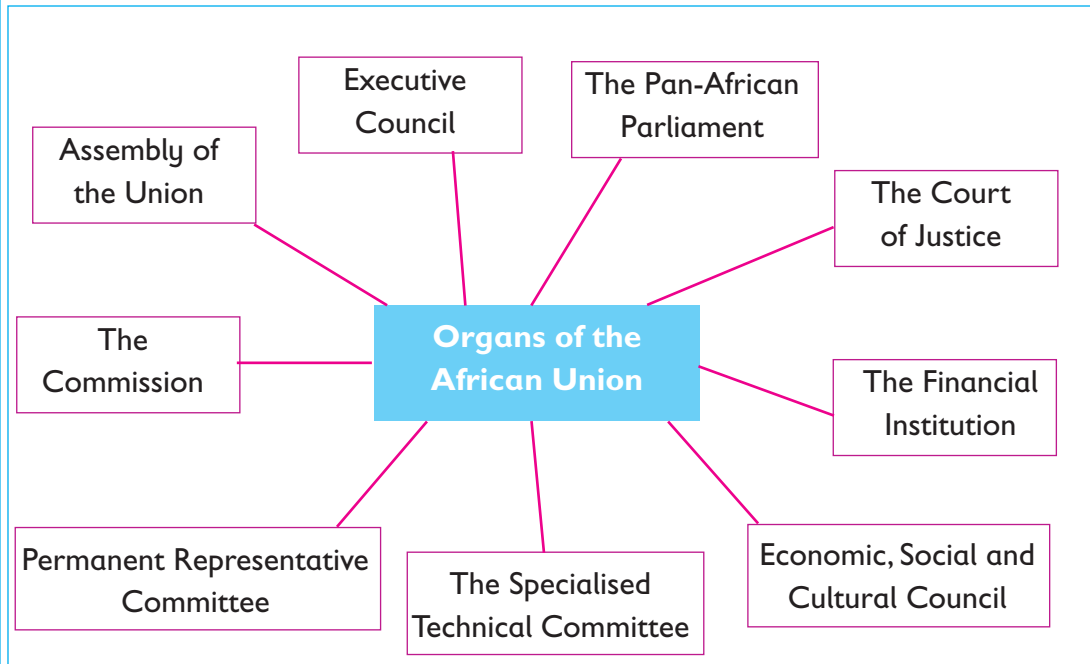 Executive
Council
The Pan-African
Parliament
Assembly of
the Union
The Court
of Justice
Organs of the
African Union
The
Commission
The Financial
Institution
Permanent Representative
Committee
The Specialised
Technical Committee
Economic, Social and
Cultural Council